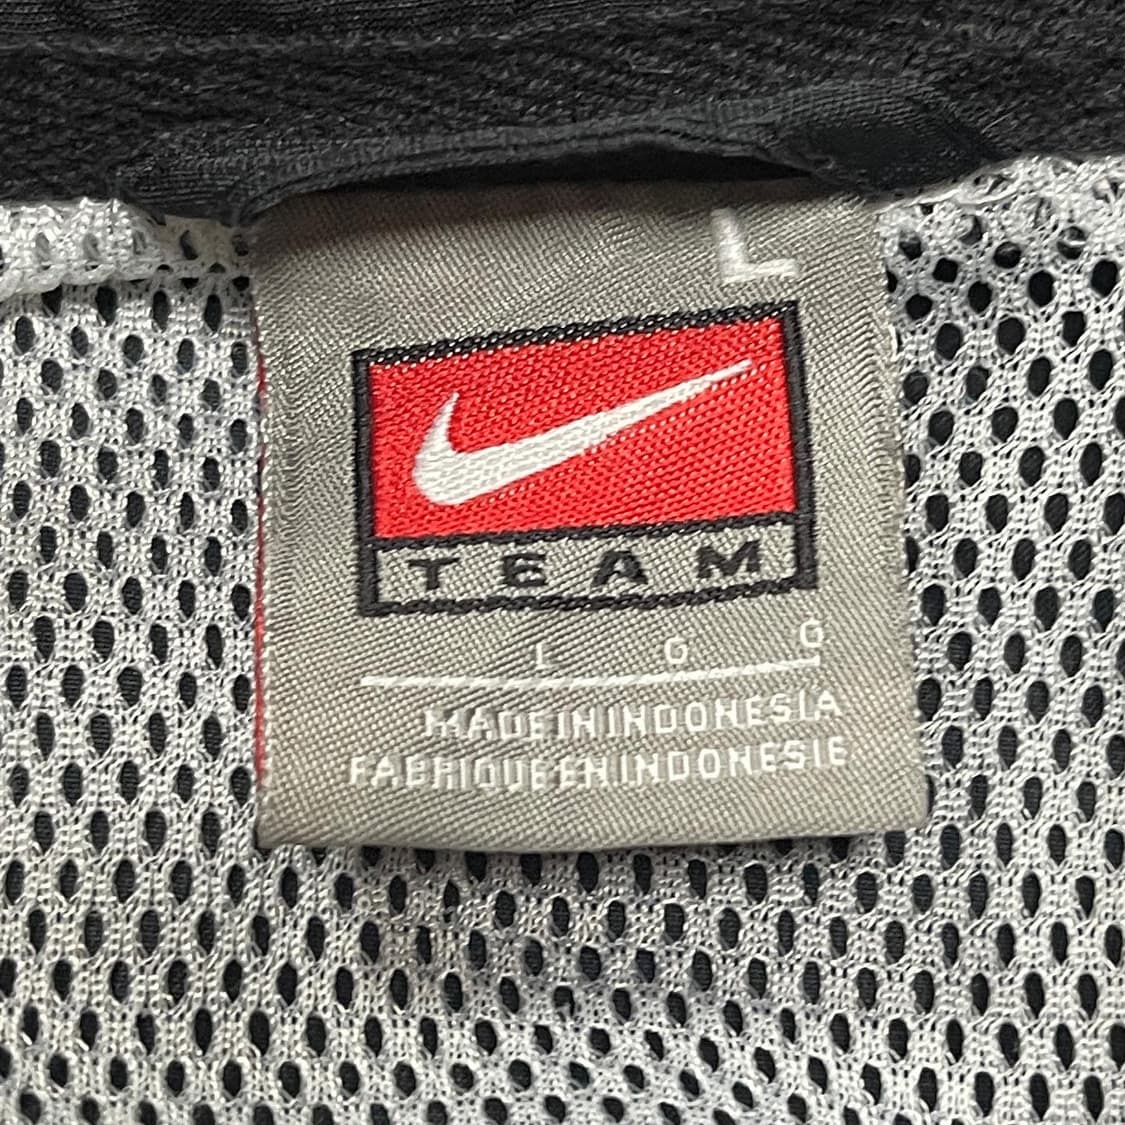 L
TEAM
L G G
MADE IN INDONESIA
FABRIQUE EN INDONESIE